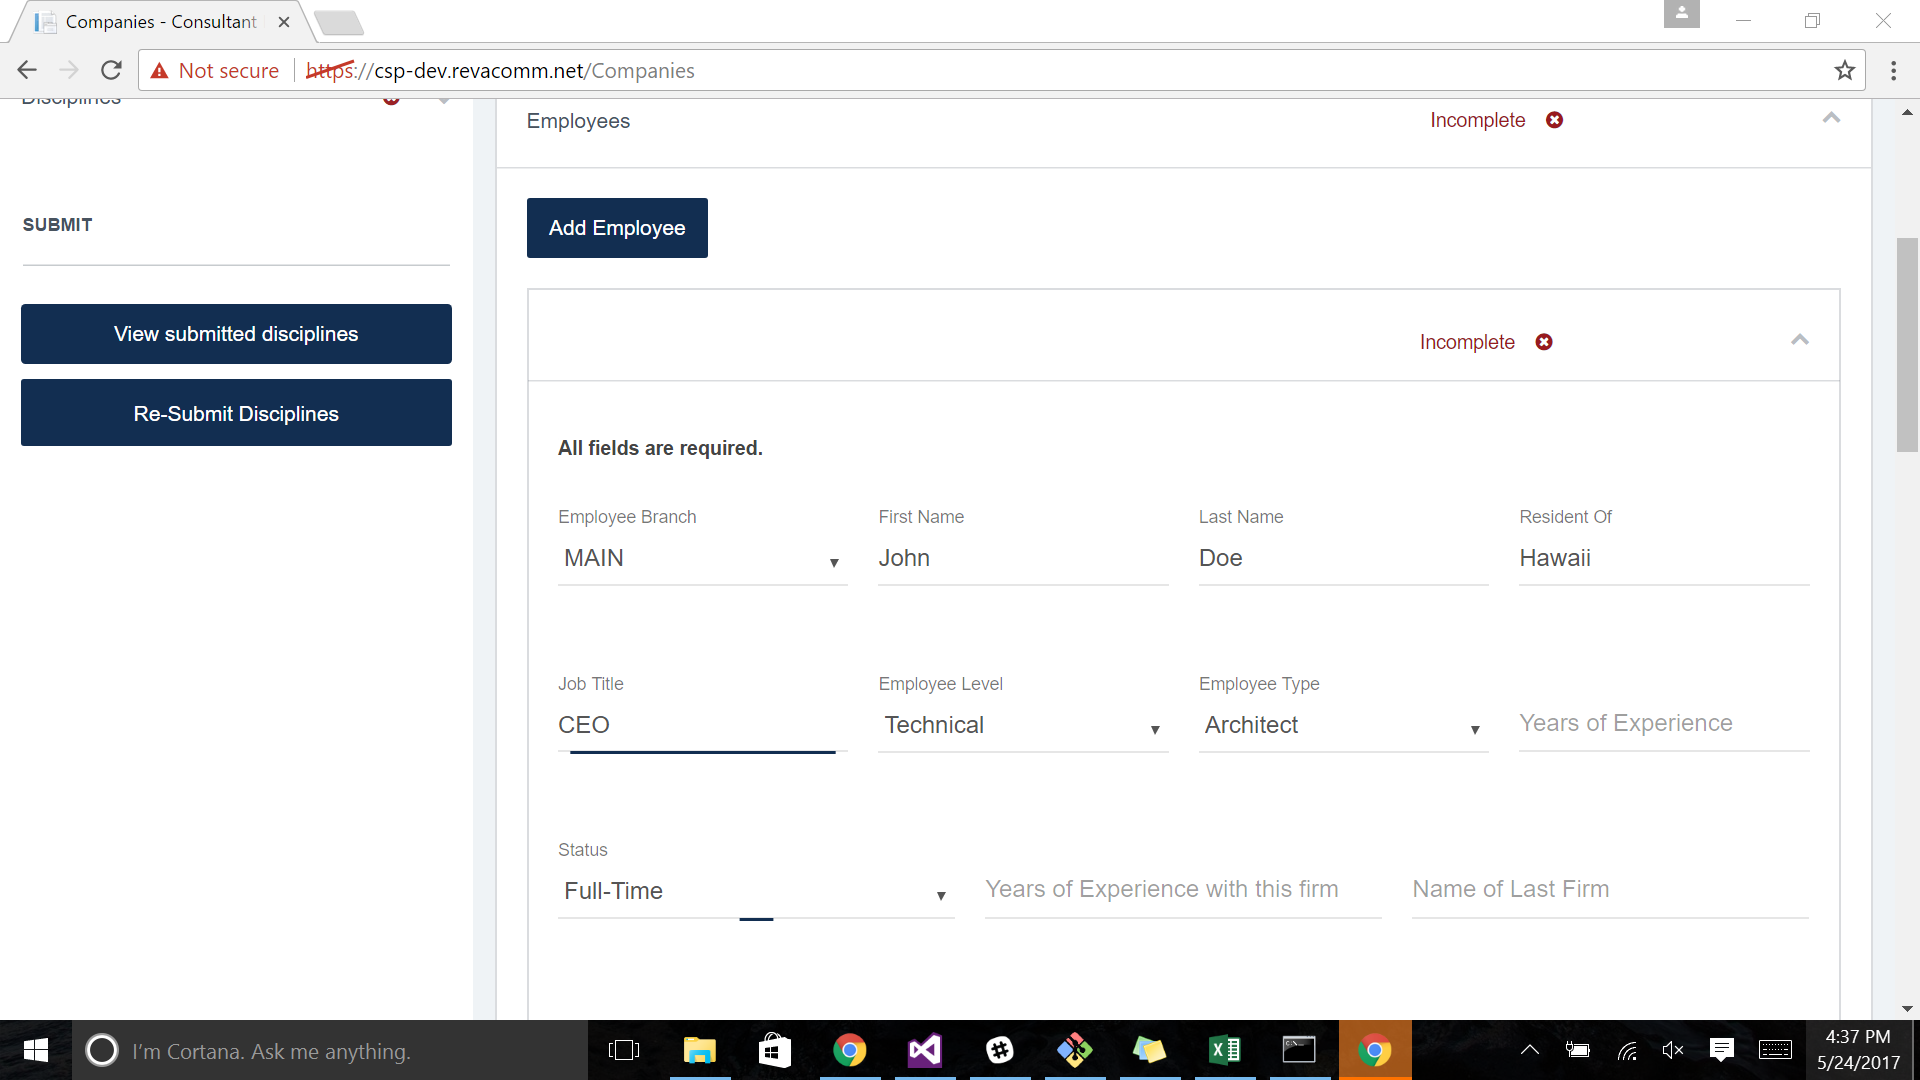 Companies - Consultant
Not secure https://csp-dev.revacomm.net/Companies
Disciplines
Employees
Incomplete
SUBMIT
Add Employee
View submitted disciplines
Re-Submit Disciplines
Incomplete
All fields are required.
Employee Branch First Name Last Name Resident Of
MAIN John Doe Hawaii
Job Title Employee Level Employee Type
CEO Technical Architect Years of Experience
Status
Full-Time Years of Experience with this firm Name of Last Firm
I'm Cortana. Ask me anything.
4:37 PM
5/24/2017